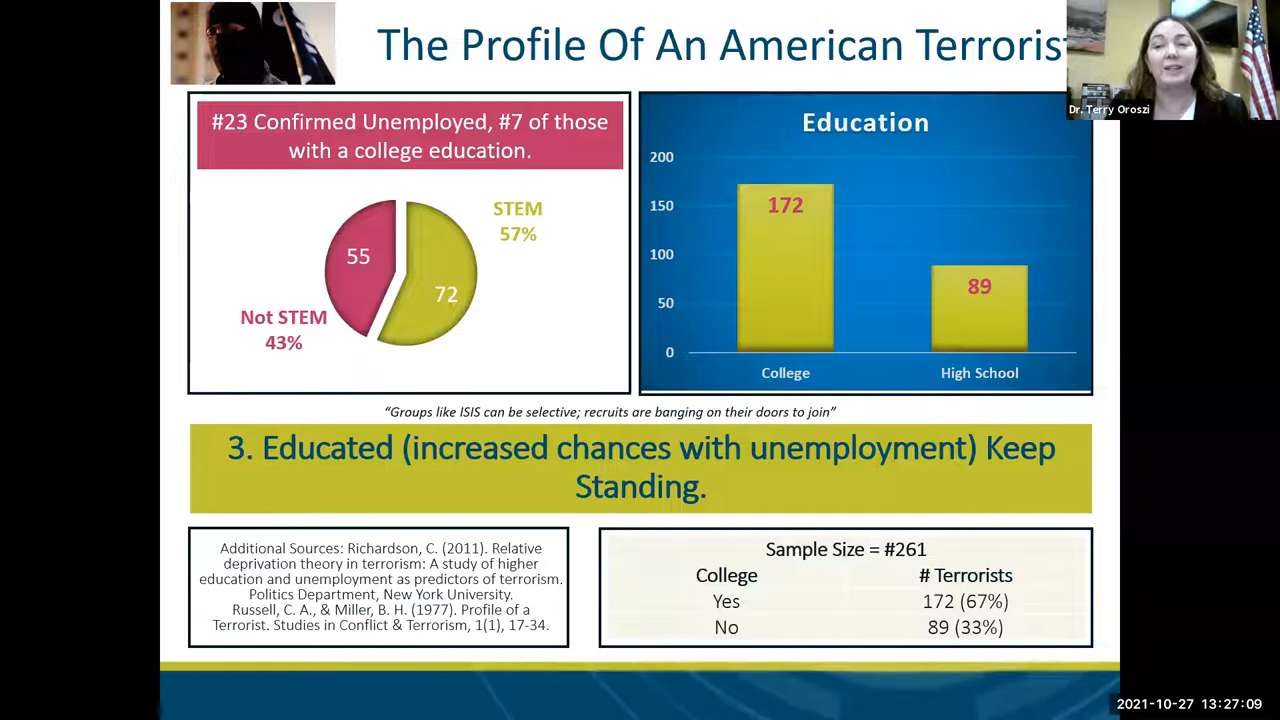 The Profile Of An American Terroris
Dr. Terry Oroszi
#23 Confirmed Unemployed, #7 of those
with a college education.
STEM
57%
55
72
Not STEM
43%
Education
200
150
100
50
0
172
89
College
High School
“Groups like ISIS can be selective; recruits are banging on their doors to join”
3. Educated (increased chances with unemployment) Keep
Standing.
Additional Sources: Richardson, C. (2011). Relative
deprivation theory in terrorism: A study of higher
education and unemployment as predictors of terrorism.
Politics Department, New York University.
Russell, C. A., & Miller, B. H. (1977). Profile of a
Terrorist. Studies in Conflict & Terrorism, 1(1), 17-34.
Sample Size = #261
College # Terrorists
Yes 172 (67%)
No 89 (33%)
2021-10-27 13:27:09